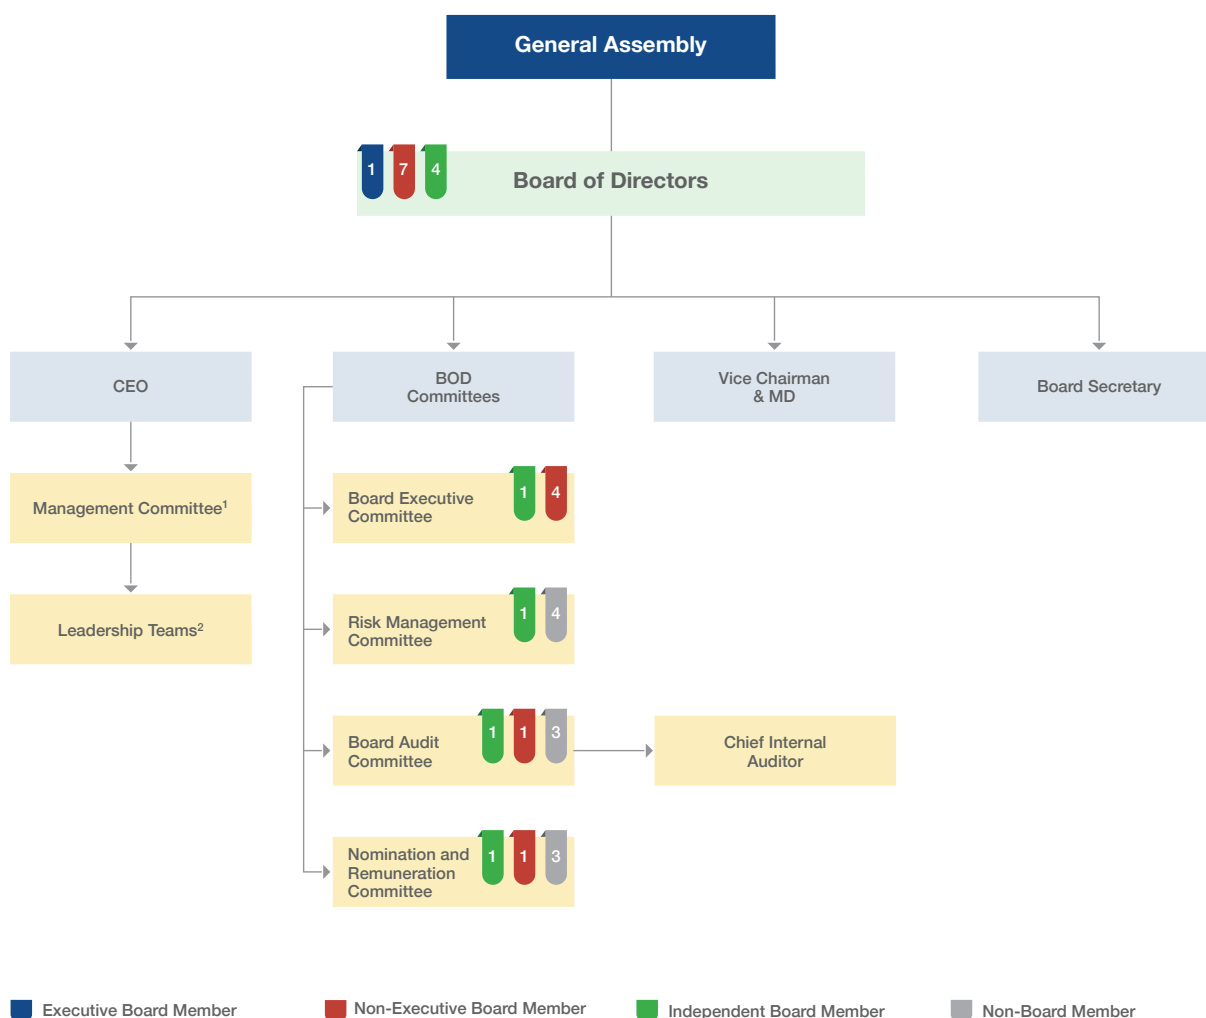 General Assembly
1 7 4
Board of Directors
CEO
BOD
Committees
Vice Chairman
& MD
Board Secretary
Management Committee¹
Board Executive
Committee
1 4
Leadership Teams²
Risk Management
Committee
1 4
Board Audit
Committee
1 1 3
Chief Internal
Auditor
Nomination and
Remuneration
Committee
1 1 3
Executive Board Member
Non-Executive Board Member
Independent Board Member
Non-Board Member